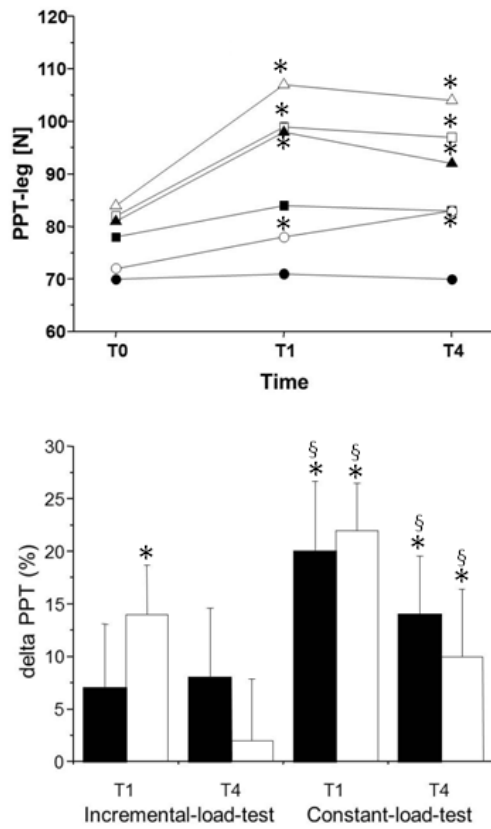 120
110
100
90
80
70
60
PPT-leg [N]
* * * * * * *
T0 T1 T4
Time
30
25
20
15
10
5
0
delta PPT (%)
*
§ § § §
* * * *
T1 T4 T1 T4
Incremental-load-test Constant-load-test